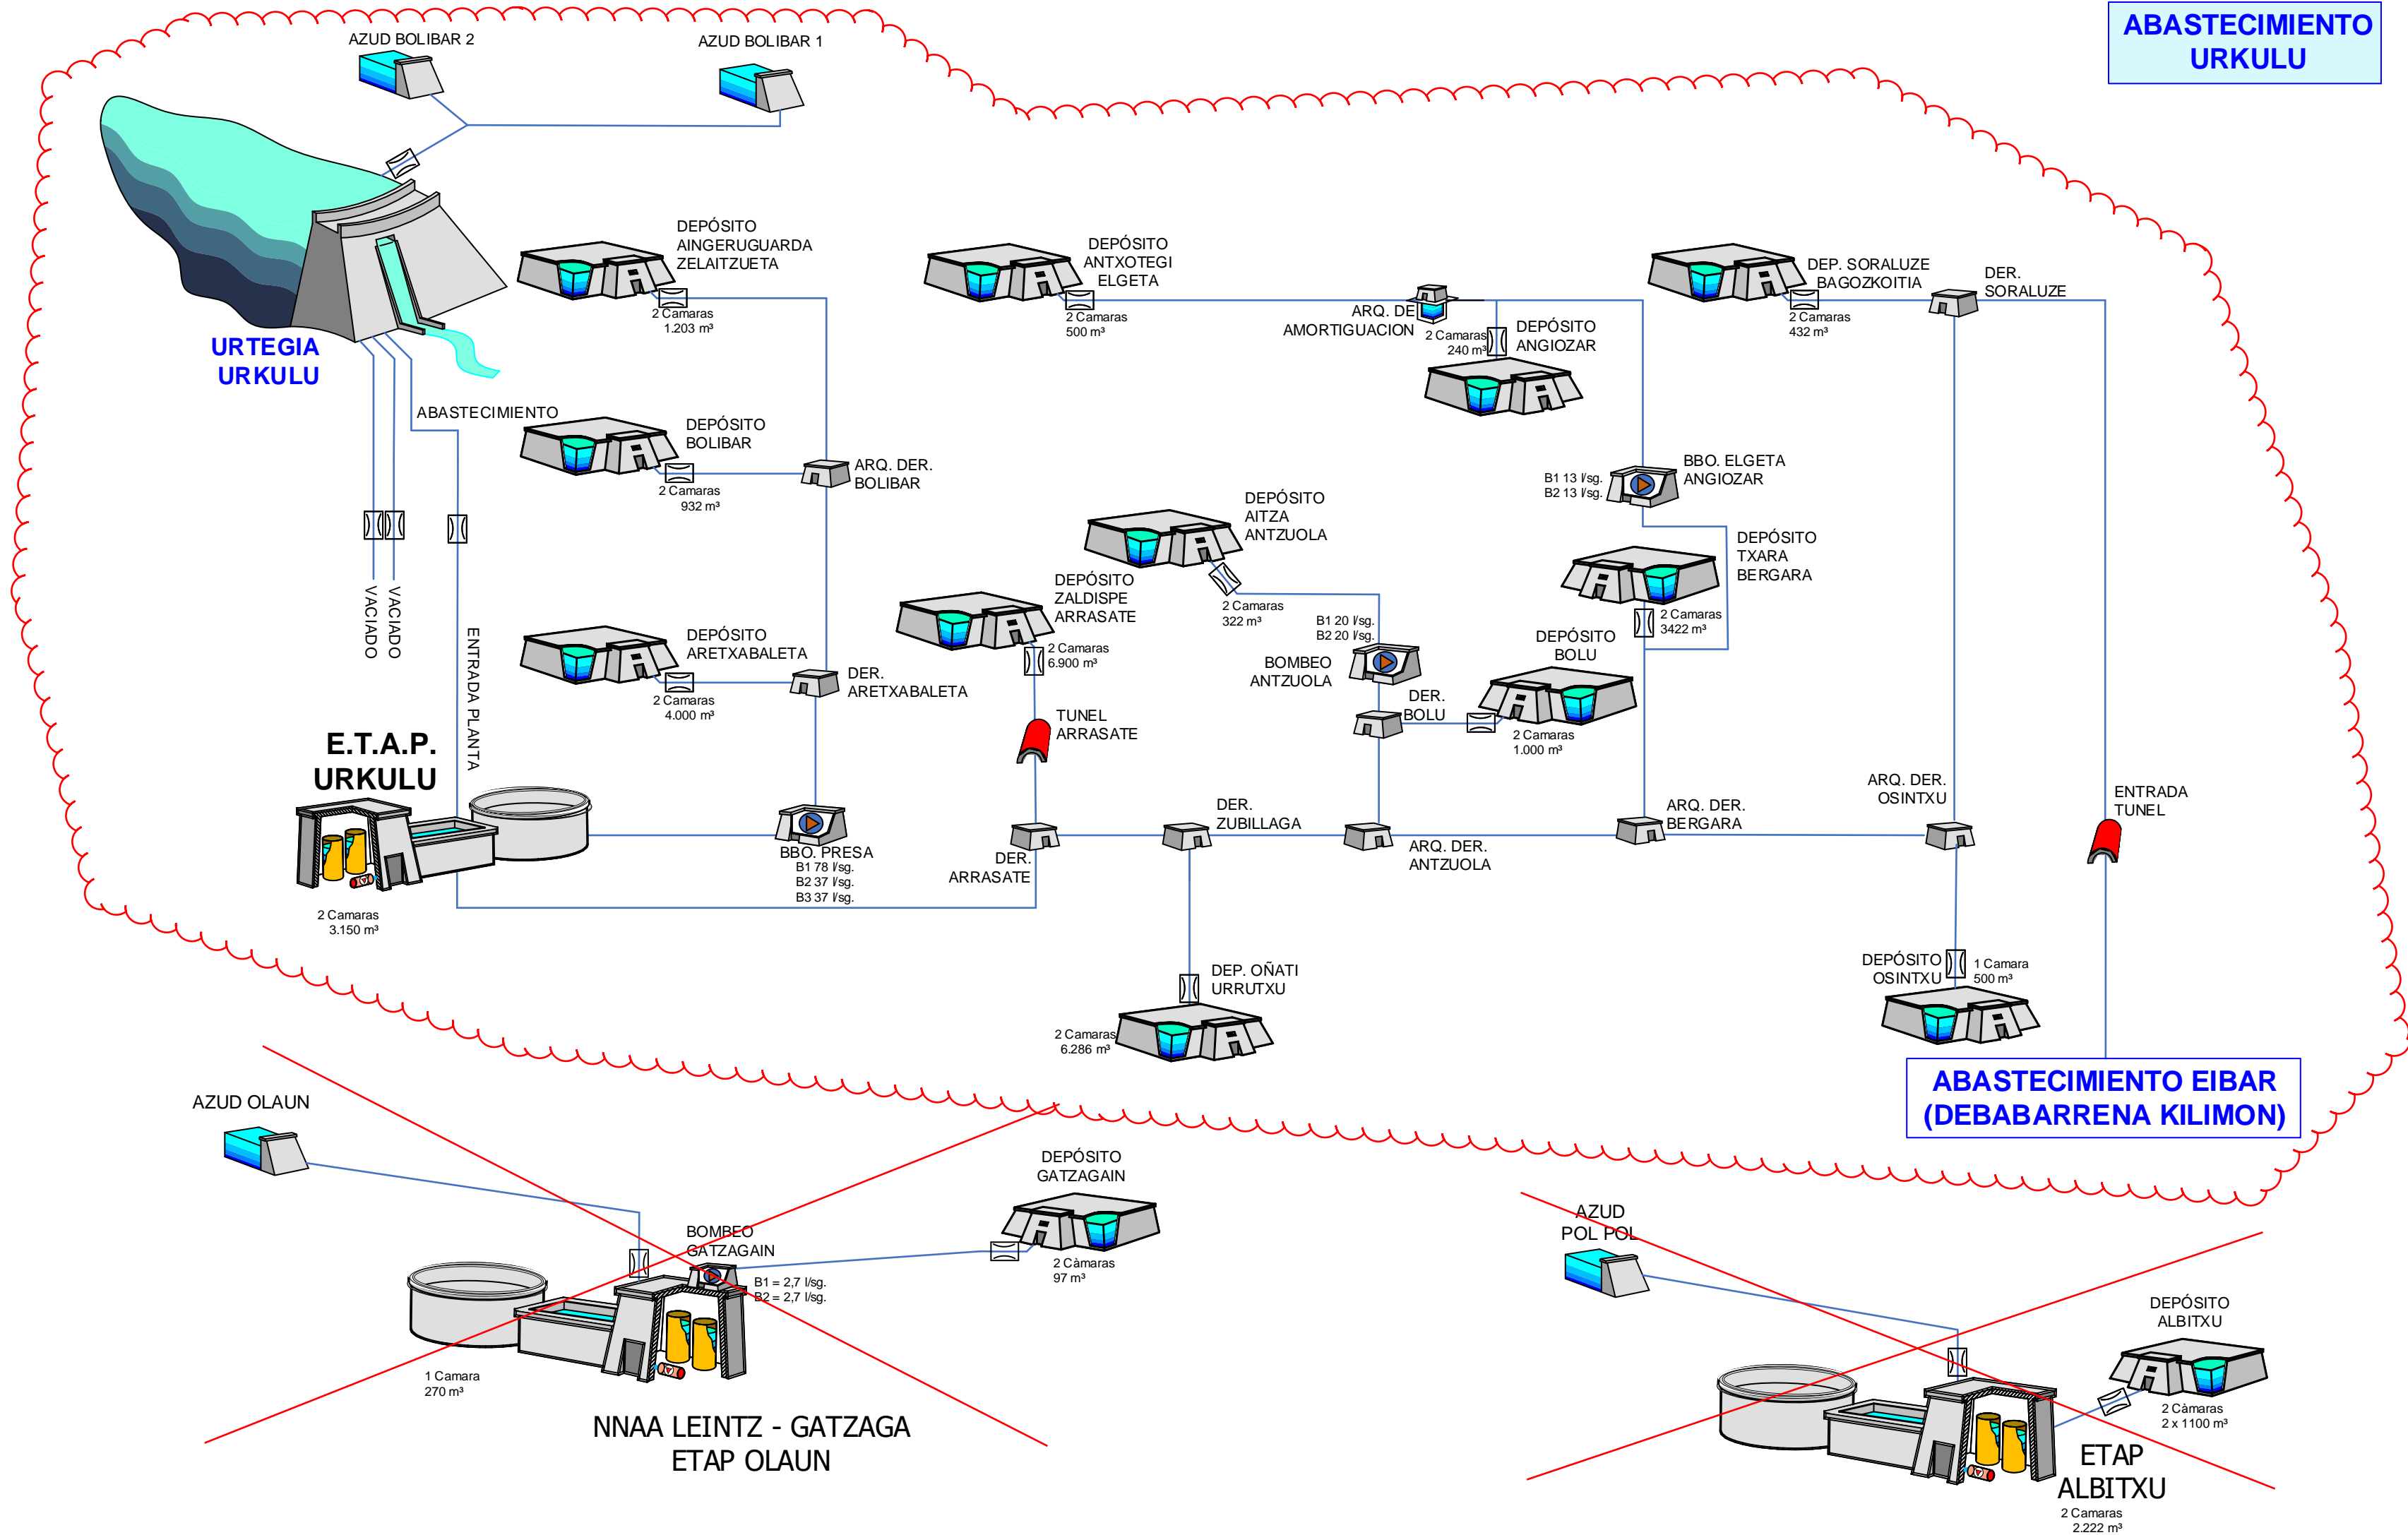 ABASTECIMIENTO
URKULU
AZUD BOLIBAR 2
AZUD BOLIBAR 1
URTEGIA
URKULU
DEPÓSITO
AINGERUGUARDA
ZELAITZUETA
2 Camaras
1.203 m³
DEPÓSITO
ANTXOTEGI
ELGETA
2 Camaras
500 m³
ARQ. DE
AMORTIGUACION
2 Camaras
240 m³
DEPÓSITO
ANGIOZAR
DEP. SORALUZE
BAGOZKOITIA
2 Camaras
432 m³
DER.
SORALUZE
ABASTECIMIENTO
DEPÓSITO
BOLIBAR
2 Camaras
932 m³
ARQ. DER.
BOLIBAR
B1 13 l/sg.
B2 13 l/sg.
BBO. ELGETA
ANGIOZAR
DEPÓSITO
AITZA
ANTZUOLA
2 Camaras
322 m³
DEPÓSITO
TXARA
BERGARA
2 Camaras
3422 m³
VACIADO
VACIADO
ENTRADA PLANTA
DEPÓSITO
ARETXABALETA
2 Camaras
4.000 m³
DER.
ARETXABALETA
DEPÓSITO
ZALDISPE
ARRASATE
2 Camaras
6.900 m³
B1 20 l/sg.
B2 20 l/sg.
BOMBEO
ANTZUOLA
DEPÓSITO
BOLU
DER.
BOLU
2 Camaras
1.000 m³
TUNEL
ARRASATE
E.T.A.P.
URKULU
2 Camaras
3.150 m³
BBO. PRESA
B1 78 l/sg.
B2 37 l/sg.
B3 37 l/sg.
DER.
ARRASATE
DER.
ZUBILLAGA
ARQ. DER.
ANTZUOLA
ARQ. DER.
BERGARA
ARQ. DER.
OSINTXU
ENTRADA
TUNEL
DEP. OÑATI
URRUTXU
2 Camaras
6.286 m³
DEPÓSITO
OSINTXU
1 Camara
500 m³
ABASTECIMIENTO EIBAR
(DEBABARRENA KILIMON)
AZUD OLAUN
DEPÓSITO
GATZAGAIN
2 Càmaras
97 m³
BOMBEO
GATZAGAIN
B1 = 2,7 l/sg.
B2 = 2,7 l/sg.
1 Camara
270 m³
NNAA LEINTZ - GATZAGA
ETAP OLAUN
AZUD
POL POL
DEPÓSITO
ALBITXU
2 Càmaras
2 x 1100 m³
ETAP
ALBITXU
2 Camaras
2.222 m³